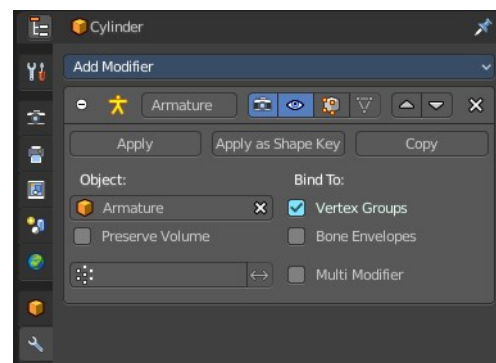 Cylinder
Add Modifier
Armature
Apply Apply as Shape Key Copy
Object: Bind To:
Armature Vertex Groups
Preserve Volume Bone Envelopes
Multi Modifier